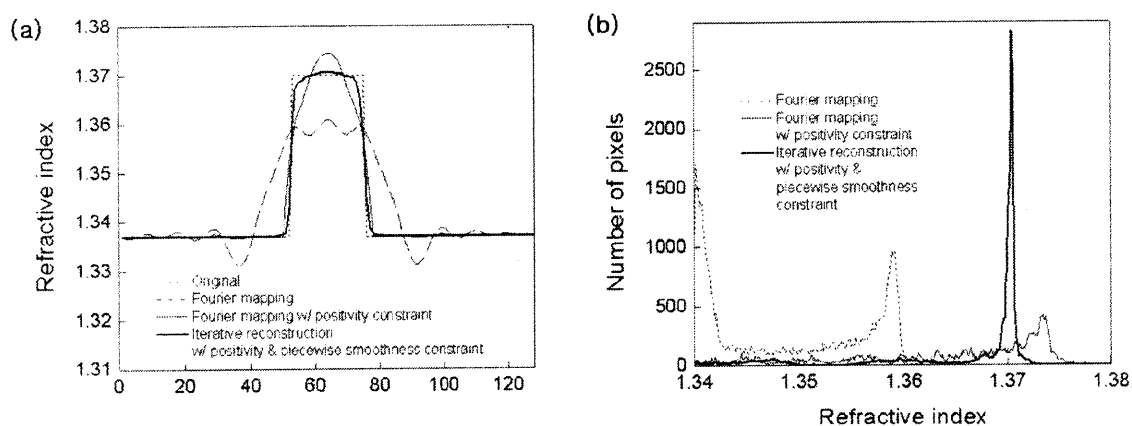 (a)
1.38
1.37
1.36
1.35
1.34
1.33
1.32
1.31
Refractive index
Original
Fourier mapping
Fourier mapping w/ positivity constraint
Iterative reconstruction
w/ positivity & piecewise smoothness constraint
0
20
40
60
80
100
120
(b)
2500
2000
1500
1000
500
0
Number of pixels
Fourier mapping
Fourier mapping
w/ positivity constraint
Iterative reconstruction
w/ positivity &
piecewise smoothness
constraint
1.34
1.35
1.36
1.37
1.38
Refractive index